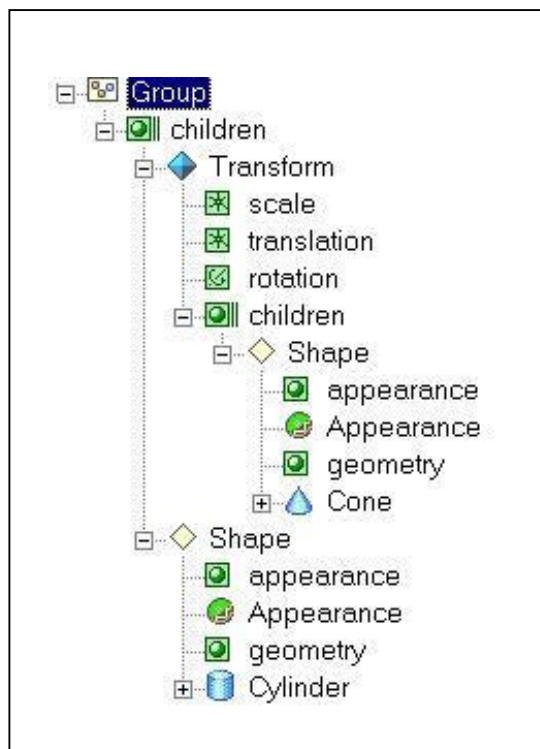 Group
children
Transform
scale
translation
rotation
children
Shape
appearance
Appearance
geometry
Cone
Shape
appearance
Appearance
geometry
Cylinder